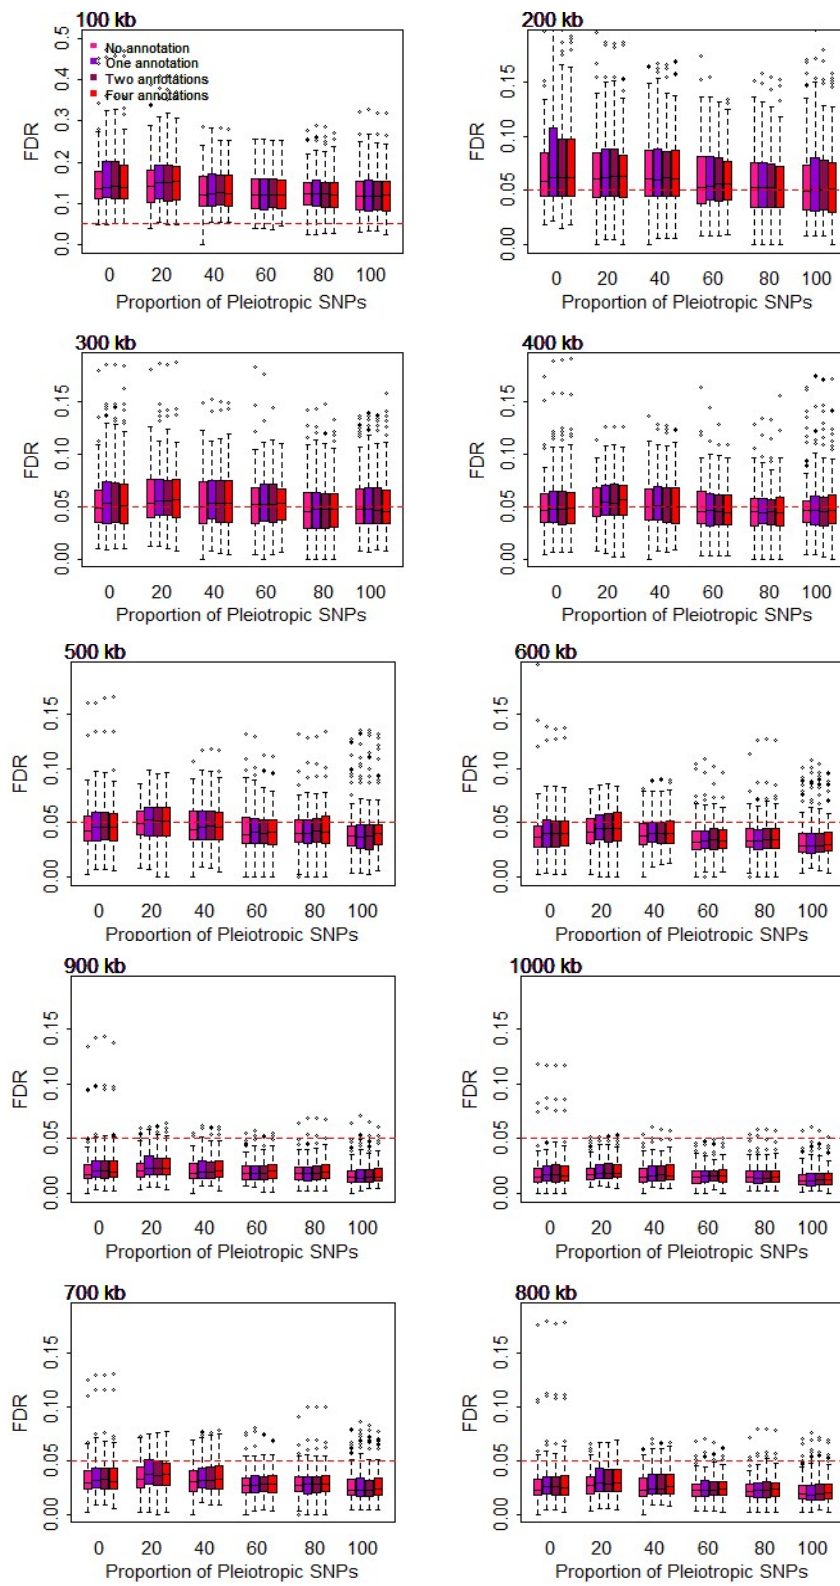 100 kb
200 kb
No annotation
One annotation
Two annotations
Four annotations
FDR
0.0 0.1 0.2 0.3 0.4 0.5
0 20 40 60 80 100
Proportion of Pleiotropic SNPs
FDR
0.00 0.05 0.10 0.15
0 20 40 60 80 100
Proportion of Pleiotropic SNPs
300 kb
400 kb
FDR
0.00 0.05 0.10 0.15
0 20 40 60 80 100
Proportion of Pleiotropic SNPs
FDR
0.00 0.05 0.10 0.15
0 20 40 60 80 100
Proportion of Pleiotropic SNPs
500 kb
600 kb
FDR
0.00 0.05 0.10 0.15
0 20 40 60 80 100
Proportion of Pleiotropic SNPs
FDR
0.00 0.05 0.10 0.15
0 20 40 60 80 100
Proportion of Pleiotropic SNPs
900 kb
1000 kb
FDR
0.00 0.05 0.10 0.15
0 20 40 60 80 100
Proportion of Pleiotropic SNPs
FDR
0.00 0.05 0.10 0.15
0 20 40 60 80 100
Proportion of Pleiotropic SNPs
700 kb
800 kb
FDR
0.00 0.05 0.10 0.15
0 20 40 60 80 100
Proportion of Pleiotropic SNPs
FDR
0.00 0.05 0.10 0.15
0 20 40 60 80 100
Proportion of Pleiotropic SNPs